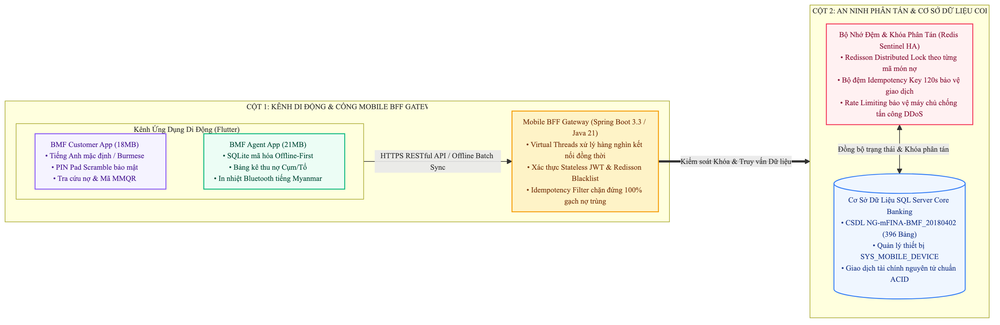 CỘT 1: KÊNH DI ĐỘNG & CỔNG MOBILE BFF GATEW
Kênh Ứng Dụng Di Động (Flutter)
BMF Customer App (18MB)
• Tiếng Anh mặc định / Burmese
• PIN Pad Scramble bảo mật
• Tra cứu nợ & Mã MMQR
BMF Agent App (21MB)
• SQLite mã hóa Offline-First
• Bảng kê thu nợ Cụm/Tổ
• In nhiệt Bluetooth tiếng Myanmar
HTTPS RESTful API / Offline Batch
Sync
Mobile BFF Gateway (Spring Boot 3.3 /
Java 21)
• Virtual Threads xử lý hàng nghìn kết
nối đồng thời
• Xác thực Stateless JWT & Redisson
Blacklist
• Idempotency Filter chặn đứng 100%
gạch nợ trùng
Kiểm soát Khóa & Truy vấn Dữ liệu
CỘT 2: AN NINH PHÂN TÁN & CƠ SỞ DỮ LIỆU COI
Bộ Nhớ Đệm & Khóa Phân Tán (Redis
Sentinel HA)
• Redisson Distributed Lock theo từng
mã món nợ
• Bộ đệm Idempotency Key 120s bảo vệ
giao dịch
• Rate Limiting bảo vệ máy chủ chống
tấn công DDoS
Đồng bộ trạng thái & Khóa phân tán
Cơ Sở Dữ Liệu SQL Server Core
Banking
• CSDL NG-mFINA-BMF_20180402
(396 Bảng)
• Quản lý thiết bị
SYS_MOBILE_DEVICE
• Giao dịch tài chính nguyên tử chuẩn
ACID